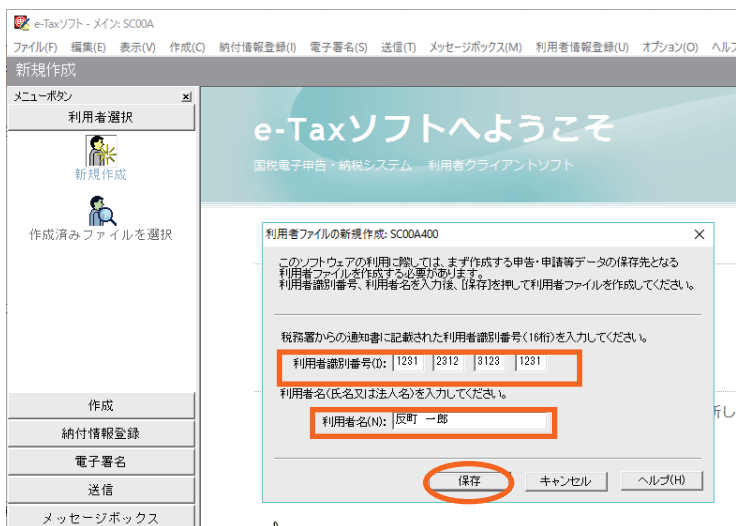 e-Taxソフト - メイン: SC00A
ファイル(F) 編集(E) 表示(V) 作成(C) 納付情報登録(I) 電子署名(S) 送信(T) メッセージボックス(M) 利用者情報登録(U) オプション(O) ヘルプ
新規作成
メニューボタン
利用者選択
新規作成
作成済みファイルを選択
e-Taxソフトへようこそ
国税電子申告・納税システム 利用者クライアントソフト
利用者ファイルの新規作成: SC00A400
このソフトウェアの利用に際しては、まず作成する申告・申請等データの保存先となる
利用者ファイルを作成する必要があります。
利用者識別番号、利用者名を入力後、[保存]を押して利用者ファイルを作成してください。
税務署からの通知書に記載された利用者識別番号(16桁)を入力してください。
利用者識別番号(I): 1231 2312 3123 1231
利用者名(氏名又は法人名)を入力してください。
利用者名(N): 反町 一郎
保存 キャンセル ヘルプ(H)
作成
納付情報登録
電子署名
送信
メッセージボックス